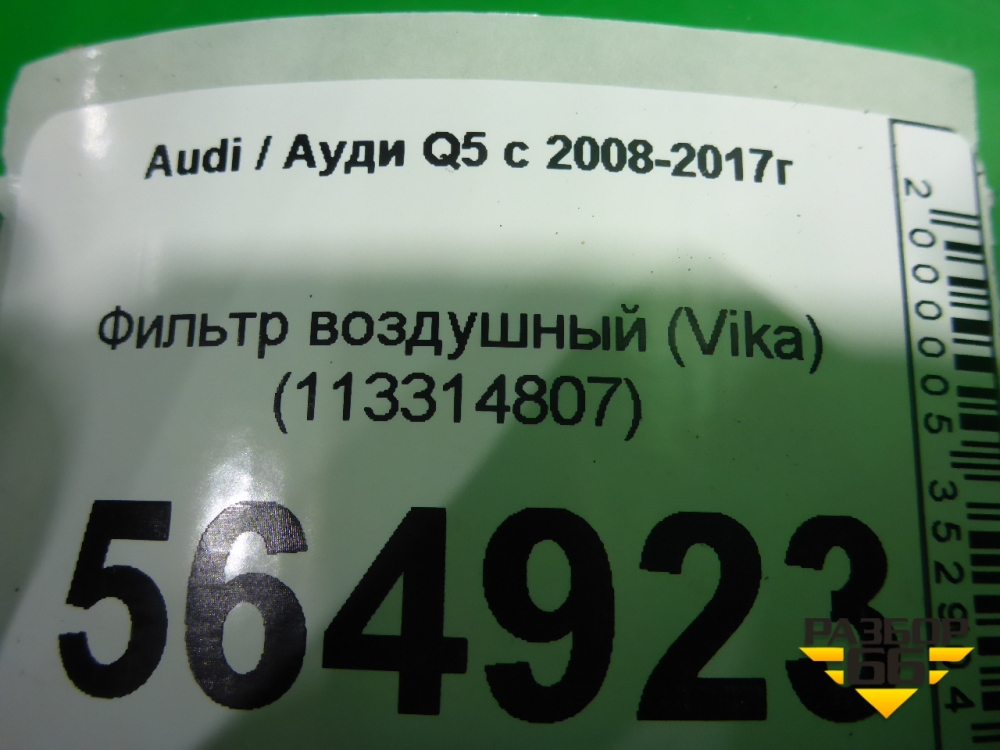 Audi / Ауди Q5 с 2008-2017г
Фильтр воздушный (Vika)
(113314807)
564923
РАЗБОР
66